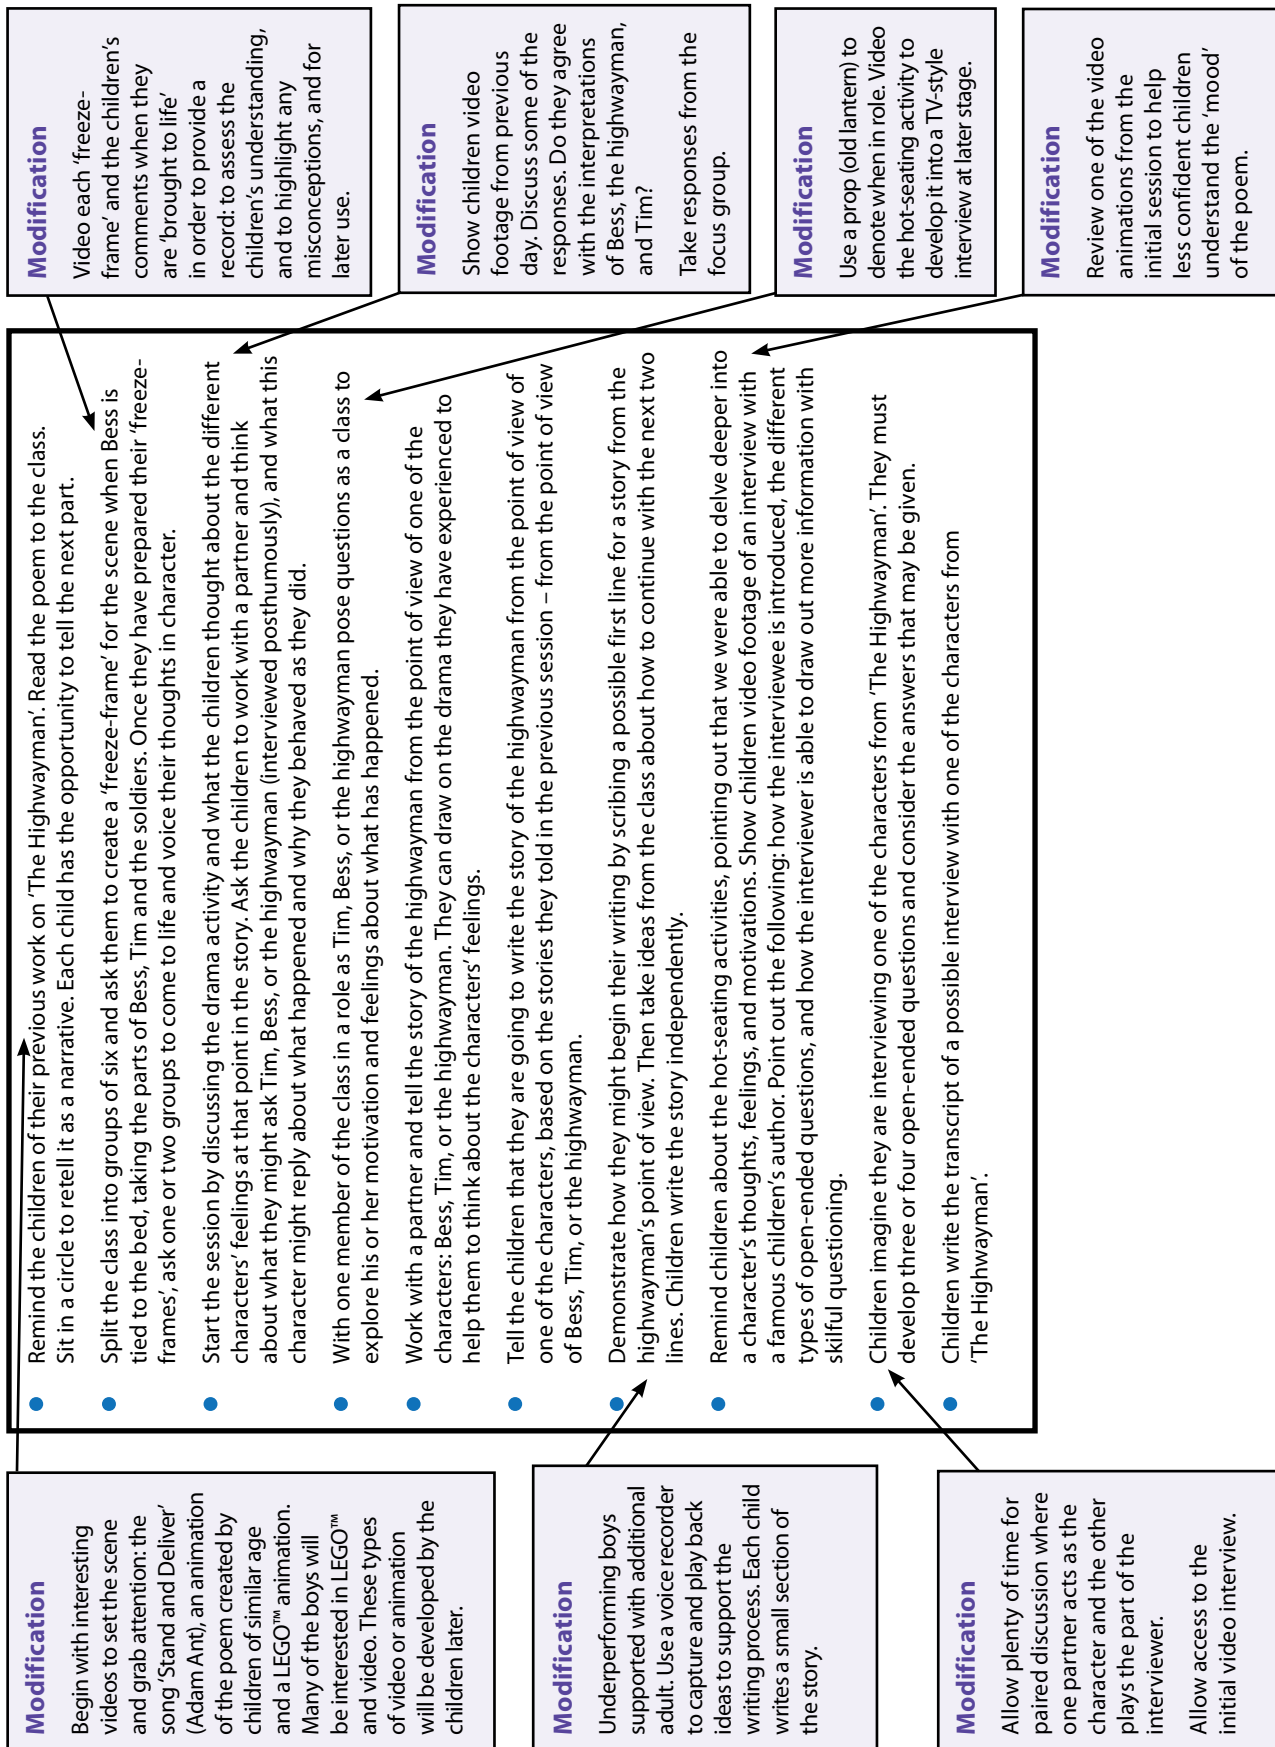 Modification
Begin with interesting
videos to set the scene
and grab attention: the
song ‘Stand and Deliver’
(Adam Ant), an animation
of the poem created by
children of similar age
and a LEGO™ animation.
Many of the boys will
be interested in LEGO™
and video. These types
of video or animation
will be developed by the
children later.
Modification
Underperforming boys
supported with additional
adult. Use a voice recorder
to capture and play back
ideas to support the
writing process. Each child
writes a small section of
the story.
Modification
Allow plenty of time for
paired discussion where
one partner acts as the
character and the other
plays the part of the
interviewer.
Allow access to the
initial video interview.
• Remind the children of their previous work on ‘The Highwayman’. Read the poem to the class.
Sit in a circle to retell it as a narrative. Each child has the opportunity to tell the next part.
• Split the class into groups of six and ask them to create a ‘freeze-frame’ for the scene when Bess is
tied to the bed, taking the parts of Bess, Tim and the soldiers. Once they have prepared their ‘freeze-
frames’, ask one or two groups to come to life and voice their thoughts in character.
• Start the session by discussing the drama activity and what the children thought about the different
characters’ feelings at that point in the story. Ask the children to work with a partner and think
about what they might ask Tim, Bess, or the highwayman (interviewed posthumously), and what this
character might reply about what happened and why they behaved as they did.
• With one member of the class in a role as Tim, Bess, or the highwayman pose questions as a class to
explore his or her motivation and feelings about what has happened.
• Work with a partner and tell the story of the highwayman from the point of view of one of the
characters: Bess, Tim, or the highwayman. They can draw on the drama they have experienced to
help them to think about the characters’ feelings.
• Tell the children that they are going to write the story of the highwayman from the point of view of
one of the characters, based on the stories they told in the previous session – from the point of view
of Bess, Tim, or the highwayman.
• Demonstrate how they might begin their writing by scribing a possible first line for a story from the
highwayman’s point of view. Then take ideas from the class about how to continue with the next two
lines. Children write the story independently.
• Remind children about the hot-seating activities, pointing out that we were able to delve deeper into
a character’s thoughts, feelings, and motivations. Show children video footage of an interview with
a famous children’s author. Point out the following: how the interviewee is introduced, the different
types of open-ended questions, and how the interviewer is able to draw out more information with
skilful questioning.
• Children imagine they are interviewing one of the characters from ‘The Highwayman’. They must
develop three or four open-ended questions and consider the answers that may be given.
• Children write the transcript of a possible interview with one of the characters from
‘The Highwayman’.
Modification
Video each ‘freeze-
frame’ and the children’s
comments when they
are ‘brought to life’
in order to provide a
record: to assess the
children’s understanding,
and to highlight any
misconceptions, and for
later use.
Modification
Show children video
footage from previous
day. Discuss some of the
responses. Do they agree
with the interpretations
of Bess, the highwayman,
and Tim?
Take responses from the
focus group.
Modification
Use a prop (old lantern) to
denote when in role. Video
the hot-seating activity to
develop it into a TV-style
interview at later stage.
Modification
Review one of the video
animations from the
initial session to help
less confident children
understand the ‘mood’
of the poem.